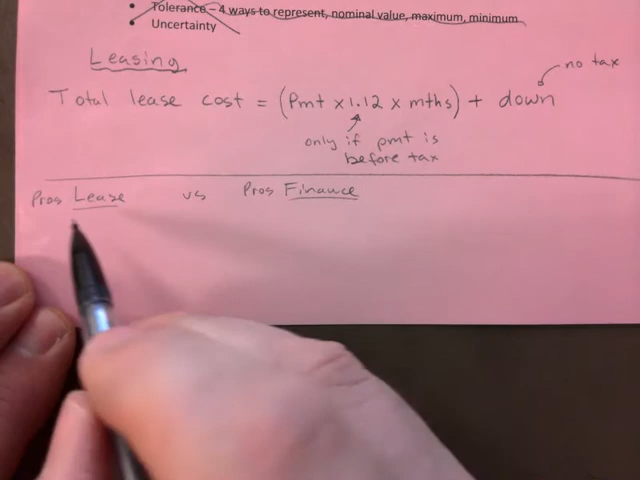 • Tolerance – 4 ways to represent, nominal value, maximum, minimum
• Uncertainty
Leasing
no tax
Total lease cost = (Pmt × 1.12 × mths) + down
only if pmt is
before tax
Pros Lease vs Pros Finance